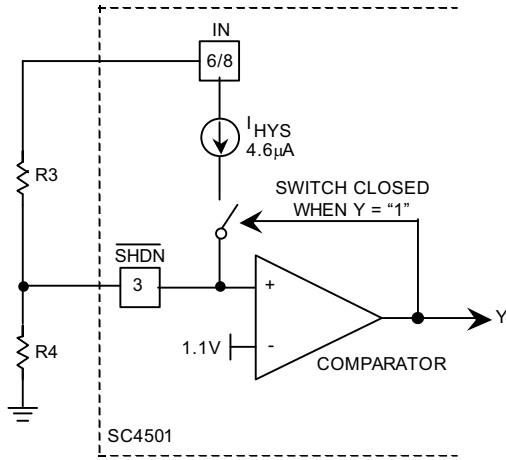 IN
6/8
I HYS
4.6µA
R3
SWITCH CLOSED
WHEN Y = “1”
SHDN
3
+
Y
R4
1.1V
-
COMPARATOR
SC4501